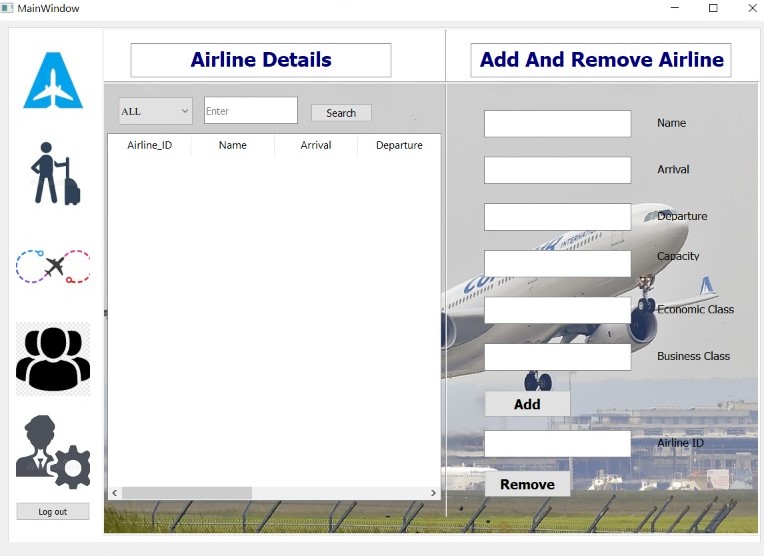 MainWindow
Airline Details
Add And Remove Airline
ALL
Enter
Search
Airline_ID Name Arrival Departure
Name
Arrival
Departure
INTERNATIONAL
Capacity
Economic Class
Business Class
Add
Airline ID
Remove
Log out